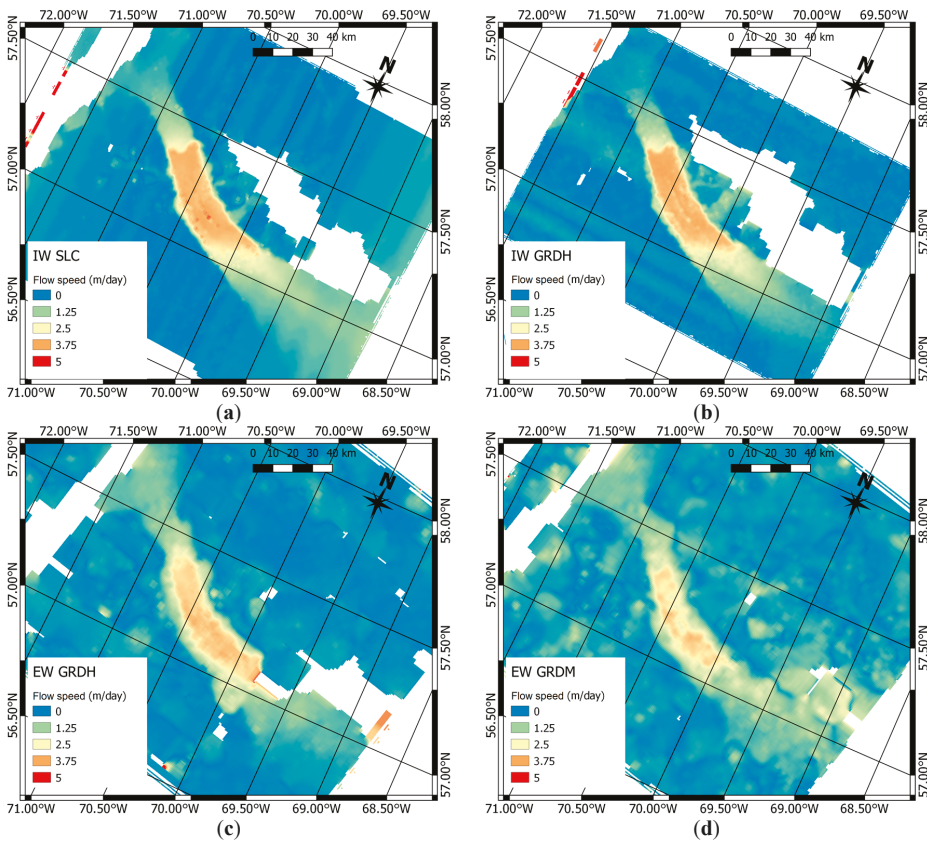 72.00°W 71.50°W 71.00°W 70.50°W 70.00°W 69.50°W
57.50°N
0 10 20 30 40 km
N
58.00°N
57.00°N
57.50°N
56.50°N
57.00°N
IW SLC
Flow speed (m/day)
0
1.25
2.5
3.75
5
71.00°W 70.50°W 70.00°W 69.50°W 69.00°W 68.50°W
(a)
72.00°W 71.50°W 71.00°W 70.50°W 70.00°W 69.50°W
57.50°N
0 10 20 30 40 km
N
58.00°N
57.00°N
57.50°N
56.50°N
57.00°N
IW GRDH
Flow speed (m/day)
0
1.25
2.5
3.75
5
71.00°W 70.50°W 70.00°W 69.50°W 69.00°W 68.50°W
(b)
72.00°W 71.50°W 71.00°W 70.50°W 70.00°W 69.50°W
57.50°N
0 10 20 30 40 km
N
58.00°N
57.00°N
57.50°N
56.50°N
57.00°N
EW GRDH
Flow speed (m/day)
0
1.25
2.5
3.75
5
71.00°W 70.00°W 69.50°W 69.00°W 68.50°W
(c)
72.00°W 71.50°W 71.00°W 70.50°W 70.00°W 69.50°W
57.50°N
0 10 20 30 40 km
N
58.00°N
57.00°N
57.50°N
56.50°N
57.00°N
EW GRDM
Flow speed (m/day)
0
1.25
2.5
3.75
5
71.00°W 70.00°W 69.50°W 69.00°W 68.50°W
(d)